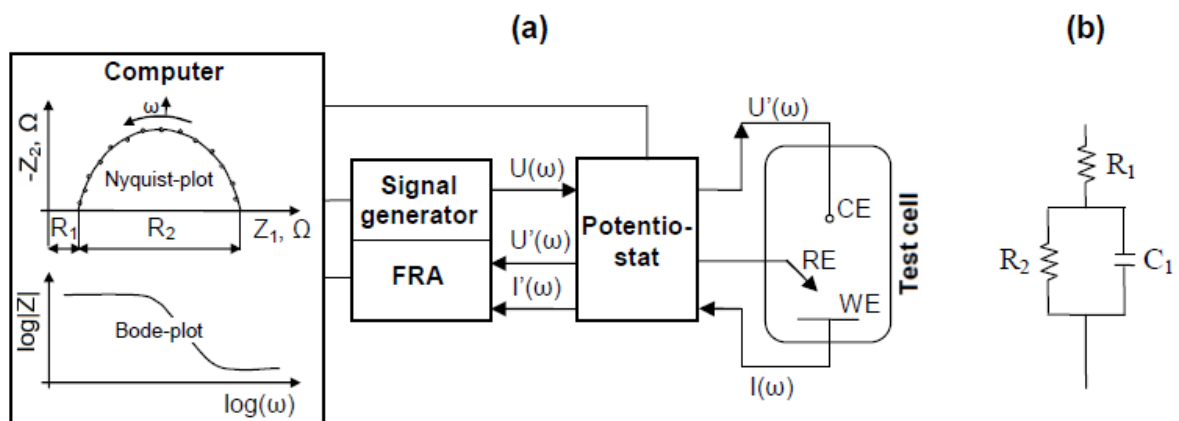 (a)
(b)
Computer
-Z₂, Ω
ω
Nyquist-plot
R₁
R₂
Z₁, Ω
log|Z|
Bode-plot
log(ω)
Signal
generator
FRA
U(ω)
U'(ω)
I'(ω)
Potentio-
stat
U'(ω)
CE
RE
WE
I(ω)
Test cell
R₁
R₂
C₁